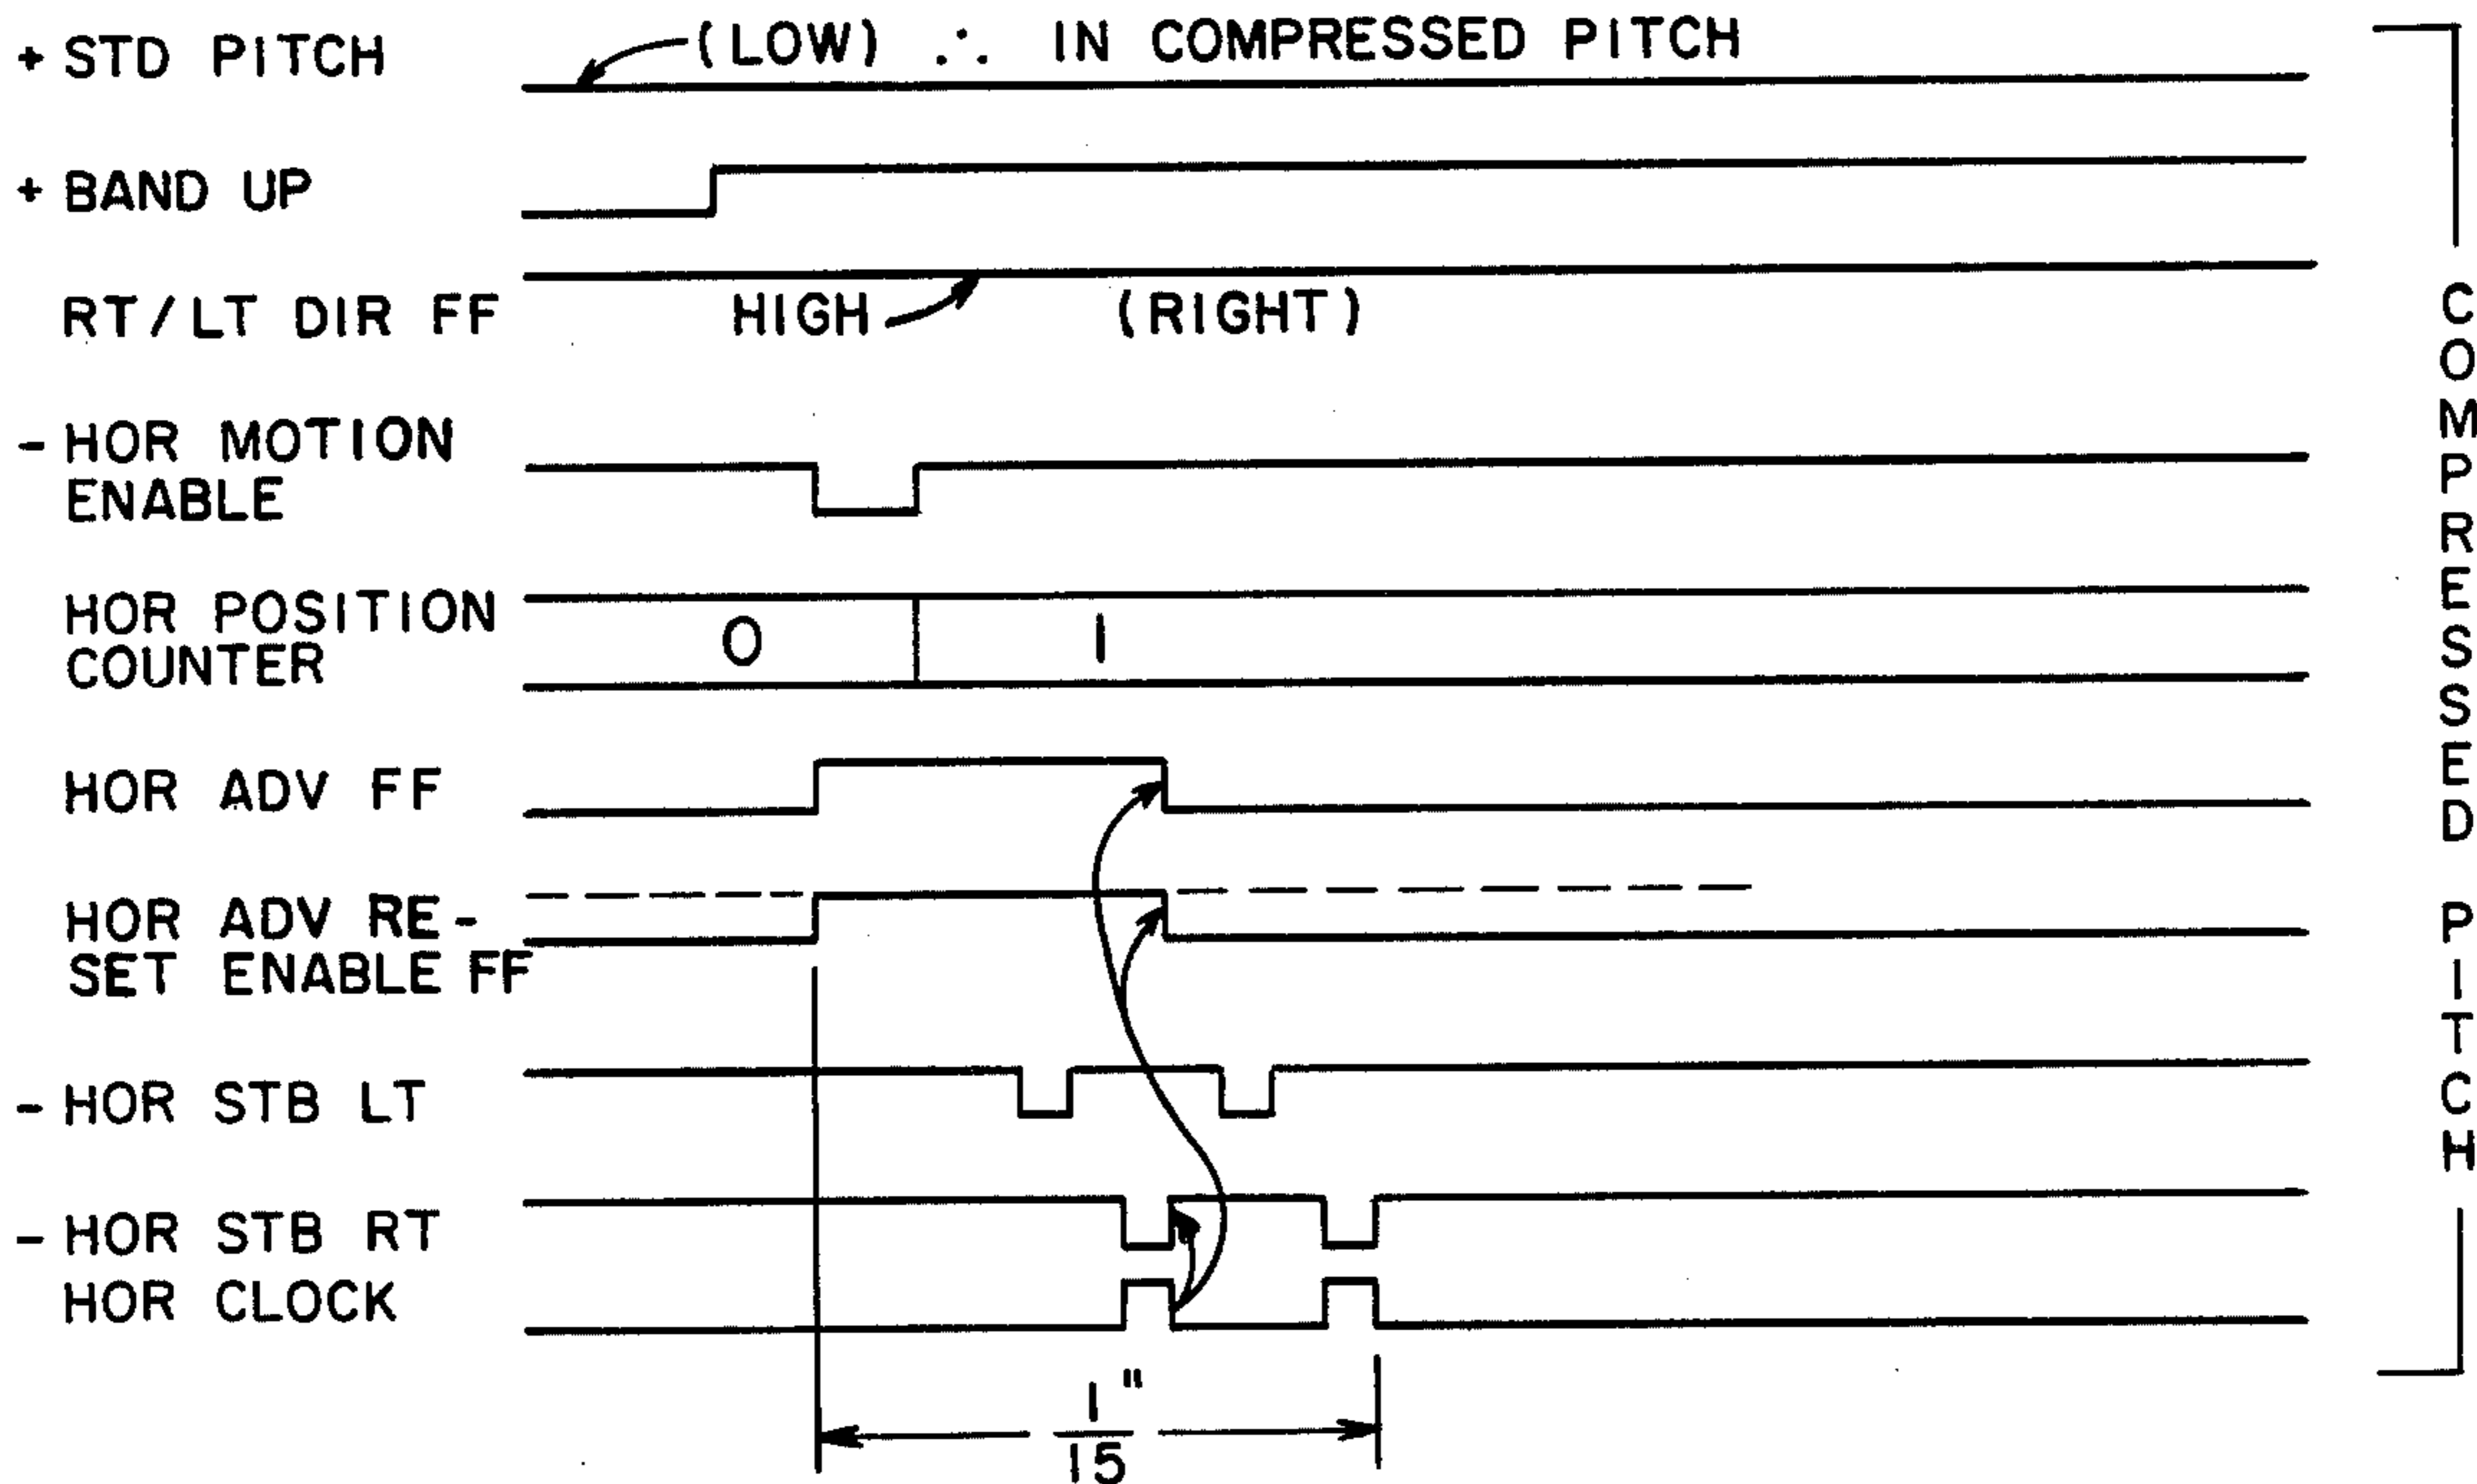 + STD PITCH
(LOW) ∴ IN COMPRESSED PITCH
+ BAND UP
RT/LT DIR FF
HIGH (RIGHT)
- HOR MOTION
ENABLE
HOR POSITION
COUNTER
0 1
HOR ADV FF
HOR ADV RE-
SET ENABLE FF
- HOR STB LT
- HOR STB RT
HOR CLOCK
1"
15
COMPRESSED PITCH